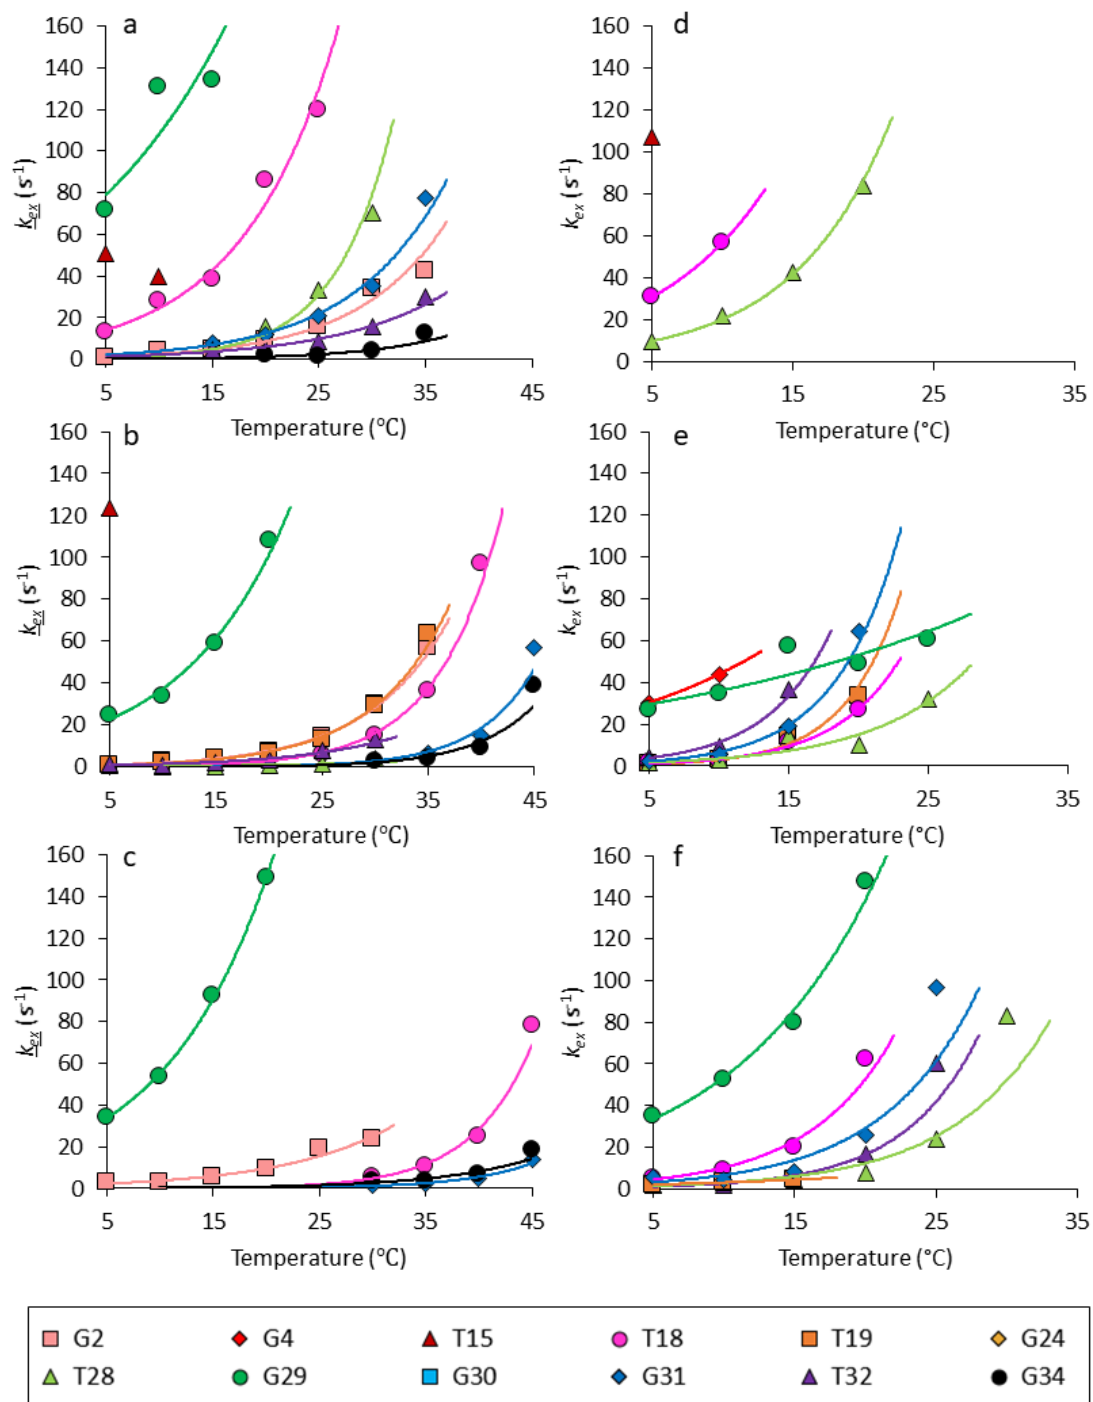 a
160
140
120
100
80
60
40
20
0
kex (s-1)
5 15 25 35 45
Temperature (°C)
d
160
140
120
100
80
60
40
20
0
kex (s-1)
5 15 25 35
Temperature (°C)
b
160
140
120
100
80
60
40
20
0
kex (s-1)
5 15 25 35 45
Temperature (°C)
e
160
140
120
100
80
60
40
20
0
kex (s-1)
5 15 25 35
Temperature (°C)
c
160
140
120
100
80
60
40
20
0
kex (s-1)
5 15 25 35 45
Temperature (°C)
f
160
140
120
100
80
60
40
20
0
kex (s-1)
5 15 25 35
Temperature (°C)
G2 G4 T15 T18 T19 G24
T28 G29 G30 G31 T32 G34